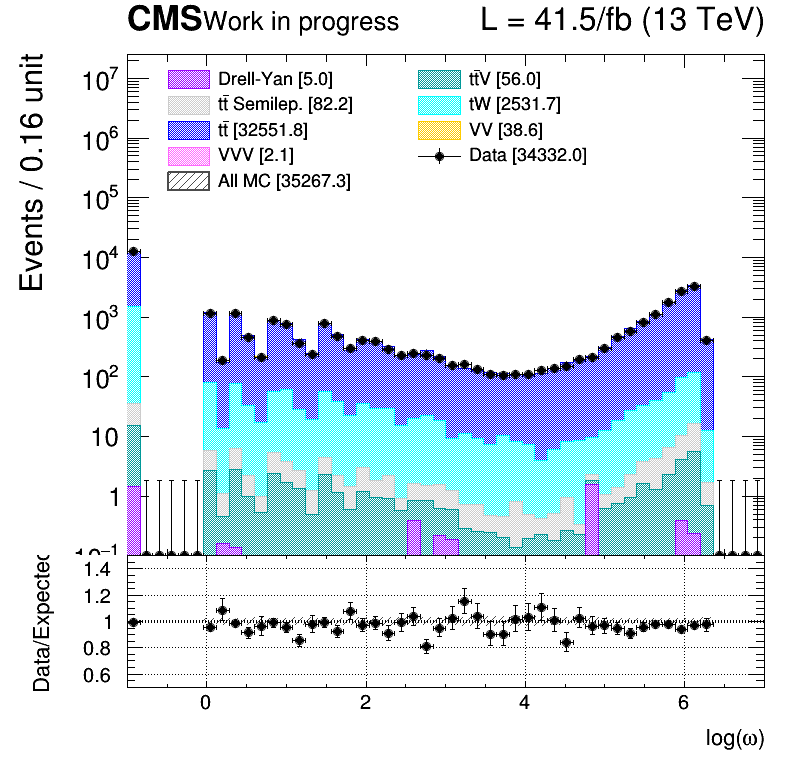 CMS Work in progress L = 41.5/fb (13 TeV)
Events / 0.16 unit
Drell-Yan [5.0]
tt̄ Semilep. [82.2]
tt̄ [32551.8]
VVV [2.1]
All MC [35267.3]
tt̄V [56.0]
tW [2531.7]
VV [38.6]
Data [34332.0]
10⁷
10⁶
10⁵
10⁴
10³
10²
10
1
10⁻¹
Data/Expected
1.4
1.2
1
0.8
0.6
0 2 4 6
log(ω)